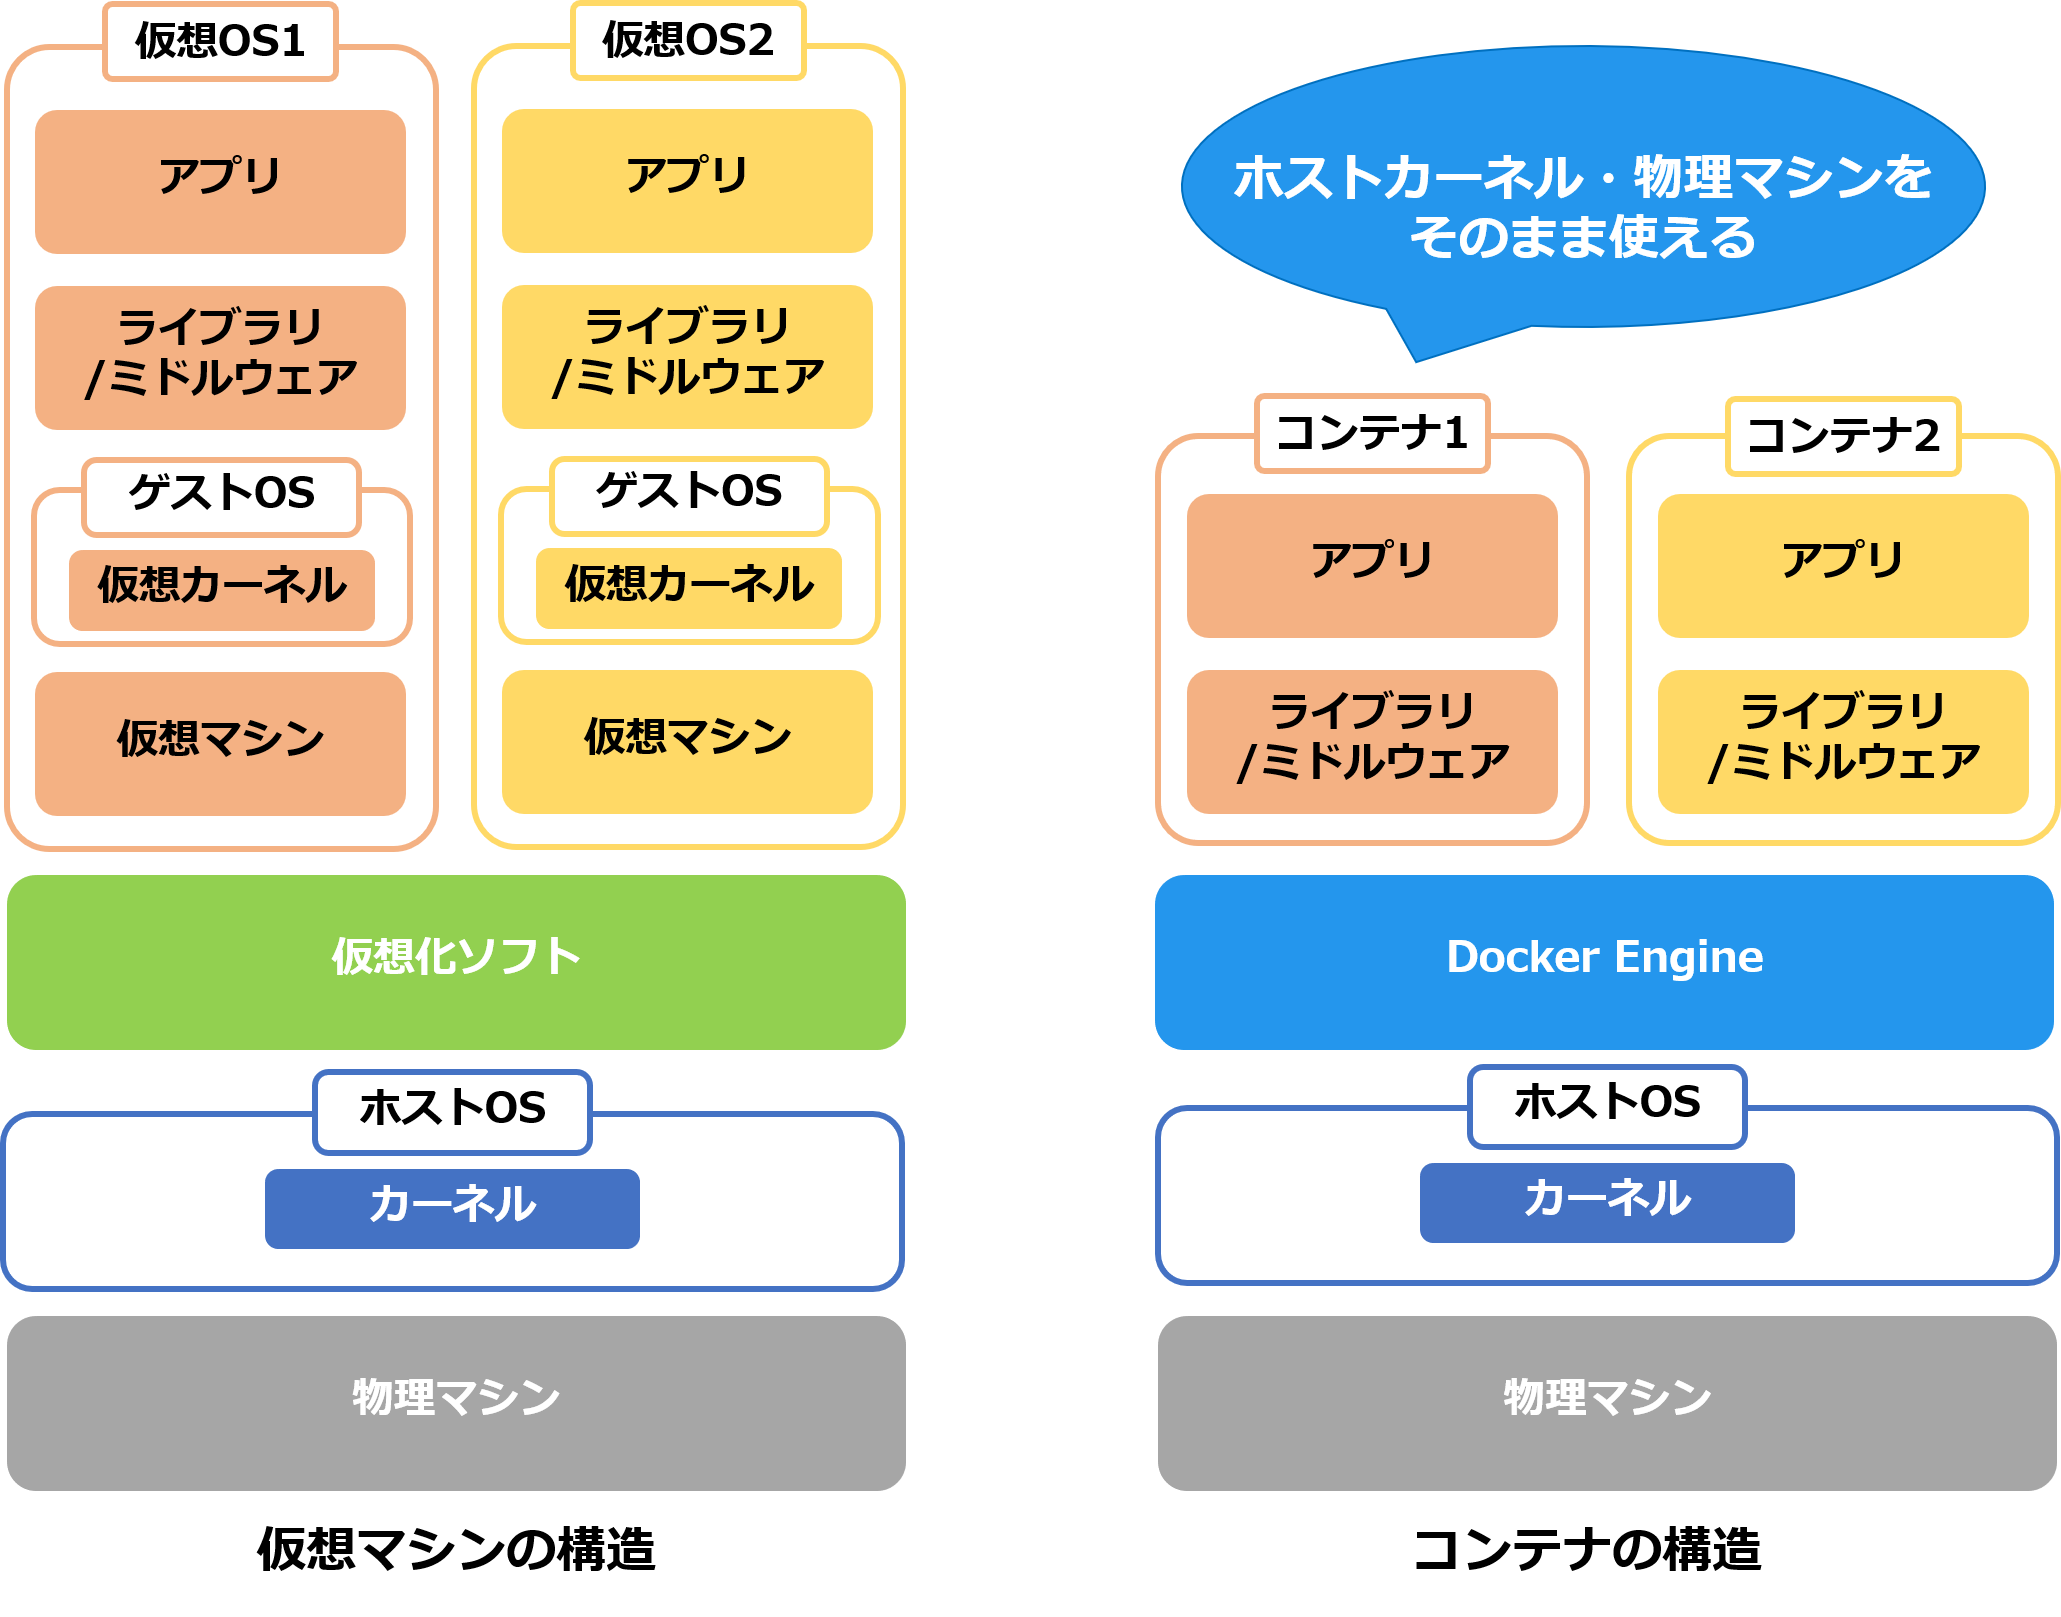 仮想OS1
アプリ
ライブラリ
/ミドルウェア
ゲストOS
仮想カーネル
仮想マシン
仮想OS2
アプリ
ライブラリ
/ミドルウェア
ゲストOS
仮想カーネル
仮想マシン
仮想化ソフト
ホストOS
カーネル
物理マシン
仮想マシンの構造
ホストカーネル・物理マシンを
そのまま使える
コンテナ1
アプリ
ライブラリ
/ミドルウェア
コンテナ2
アプリ
ライブラリ
/ミドルウェア
Docker Engine
ホストOS
カーネル
物理マシン
コンテナの構造